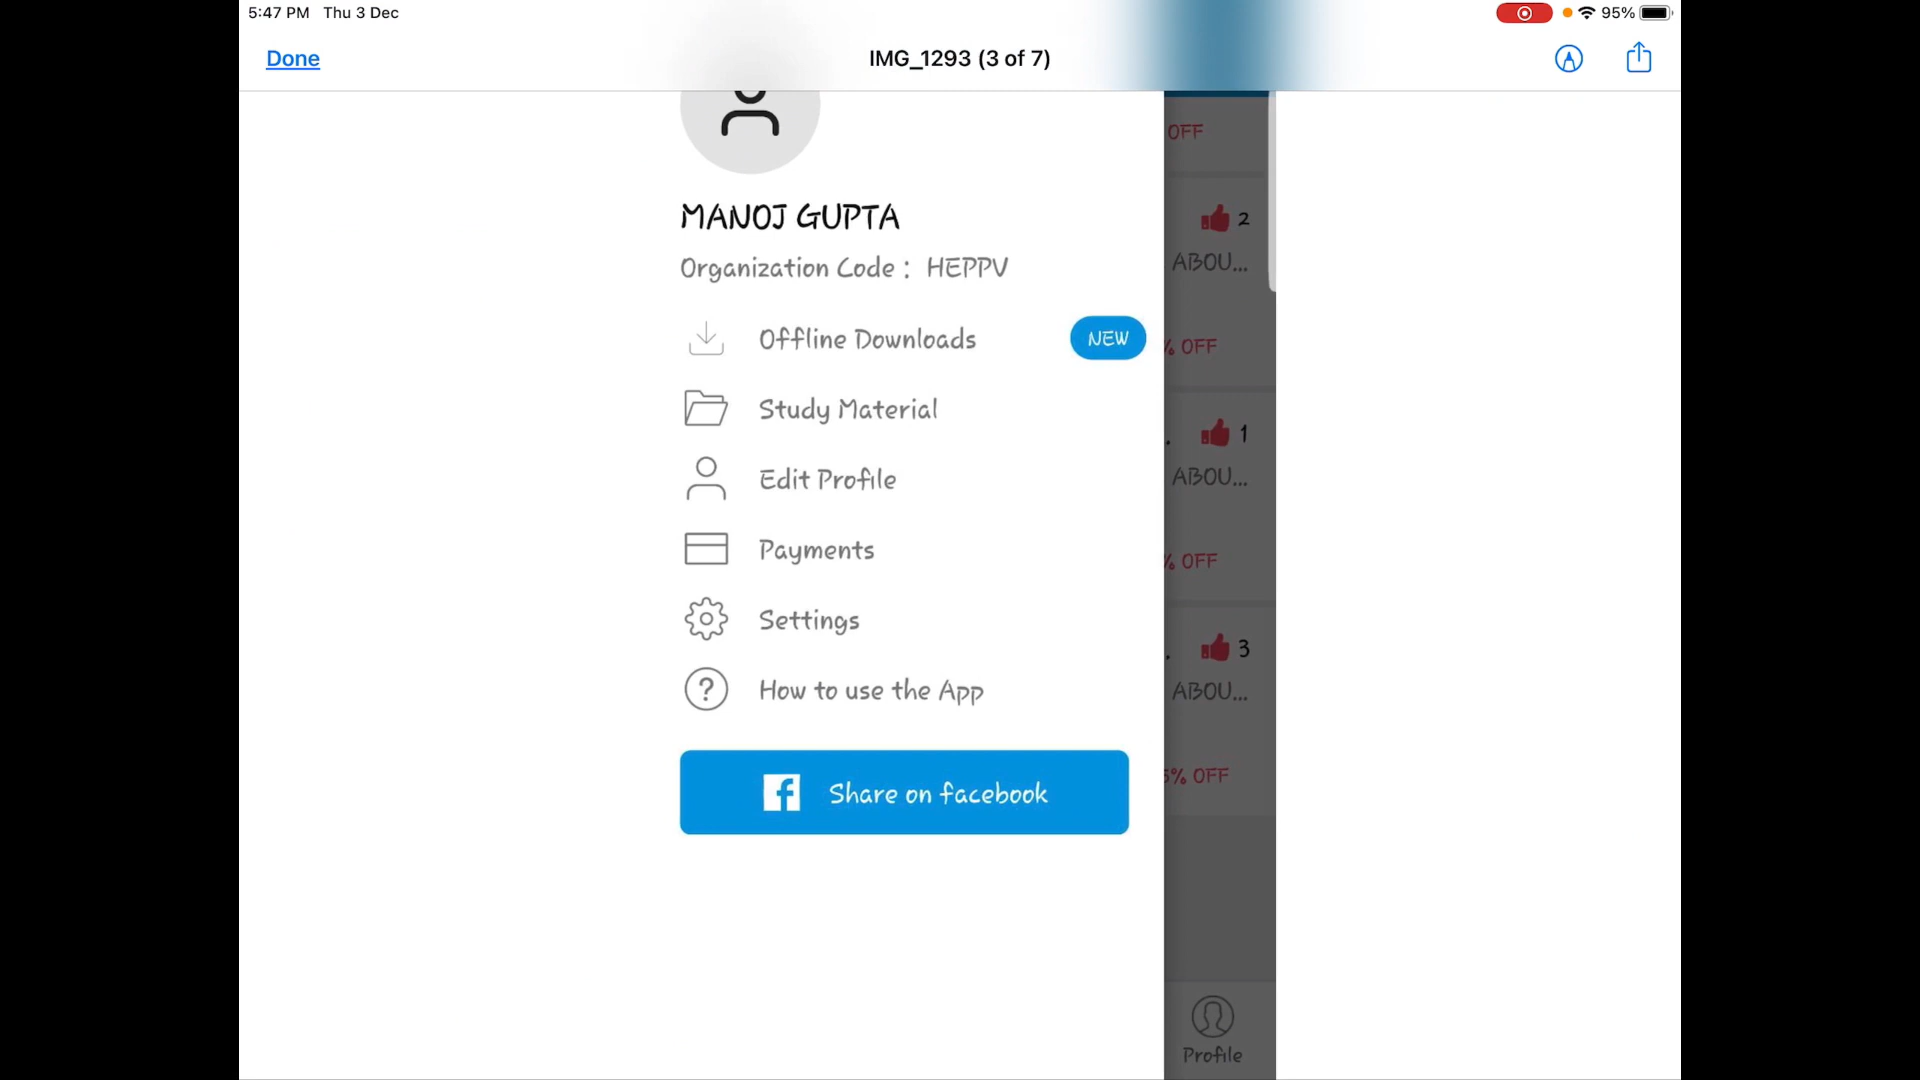 5:47 PM Thu 3 Dec
95%
Done
IMG_1293 (3 of 7)
OFF
MANOJ GUPTA
2
Organization Code : HEPPV
ABOU...
Offline Downloads
NEW
% OFF
Study Material
1
Edit Profile
ABOU...
Payments
% OFF
Settings
3
How to use the App
ABOU...
Share on facebook
5% OFF
Profile